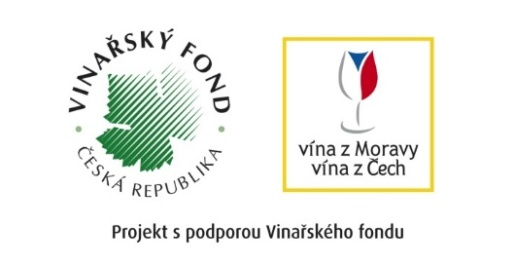 VINAŘSKÝ FOND
ČESKÁ REPUBLIKA
vína z Moravy
vína z Čech
Projekt s podporou Vinařského fondu